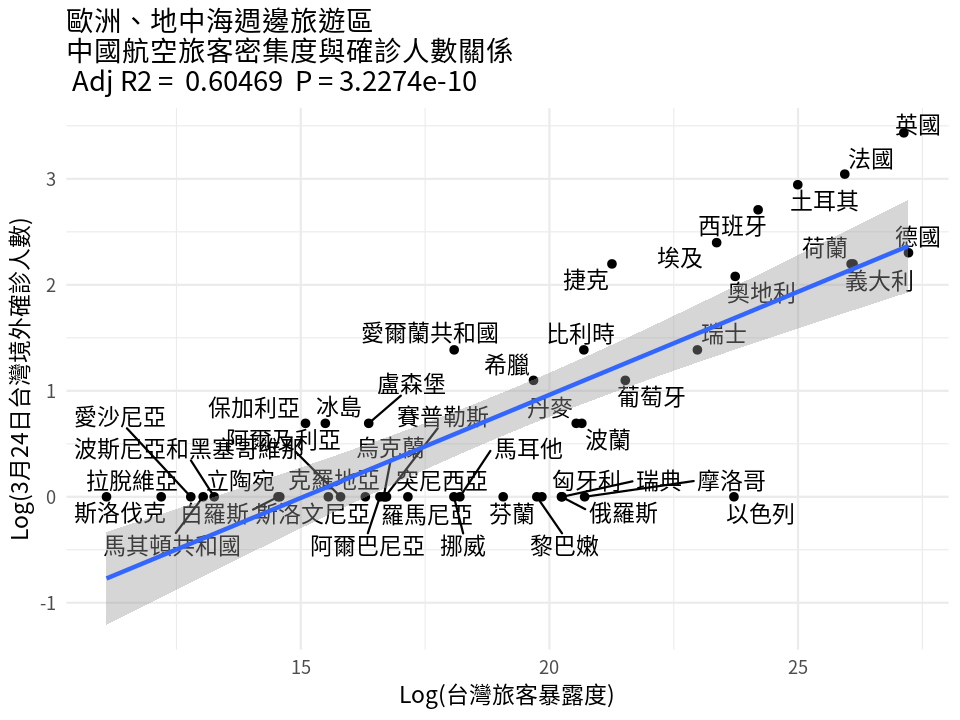 歐洲、地中海週邊旅遊區
中國航空旅客密集度與確診人數關係
Adj R2 = 0.60469 P = 3.2274e-10
Log(3月24日台灣境外確診人數)
3
2
1
0
-1
英國
法國
土耳其
西班牙
德國
荷蘭
埃及
捷克
義大利
奧地利
愛爾蘭共和國
比利時
瑞士
希臘
盧森堡
葡萄牙
愛沙尼亞
保加利亞
冰島
賽普勒斯
丹麥
波斯尼亞和黑塞哥維那
阿爾及利亞
烏克蘭
馬耳他
波蘭
拉脫維亞
立陶宛
克羅地亞
突尼西亞
匈牙利
瑞典
摩洛哥
斯洛伐克
白羅斯
斯洛文尼亞
羅馬尼亞
芬蘭
俄羅斯
以色列
馬其頓共和國
阿爾巴尼亞
挪威
黎巴嫩
15
20
25
Log(台灣旅客暴露度)